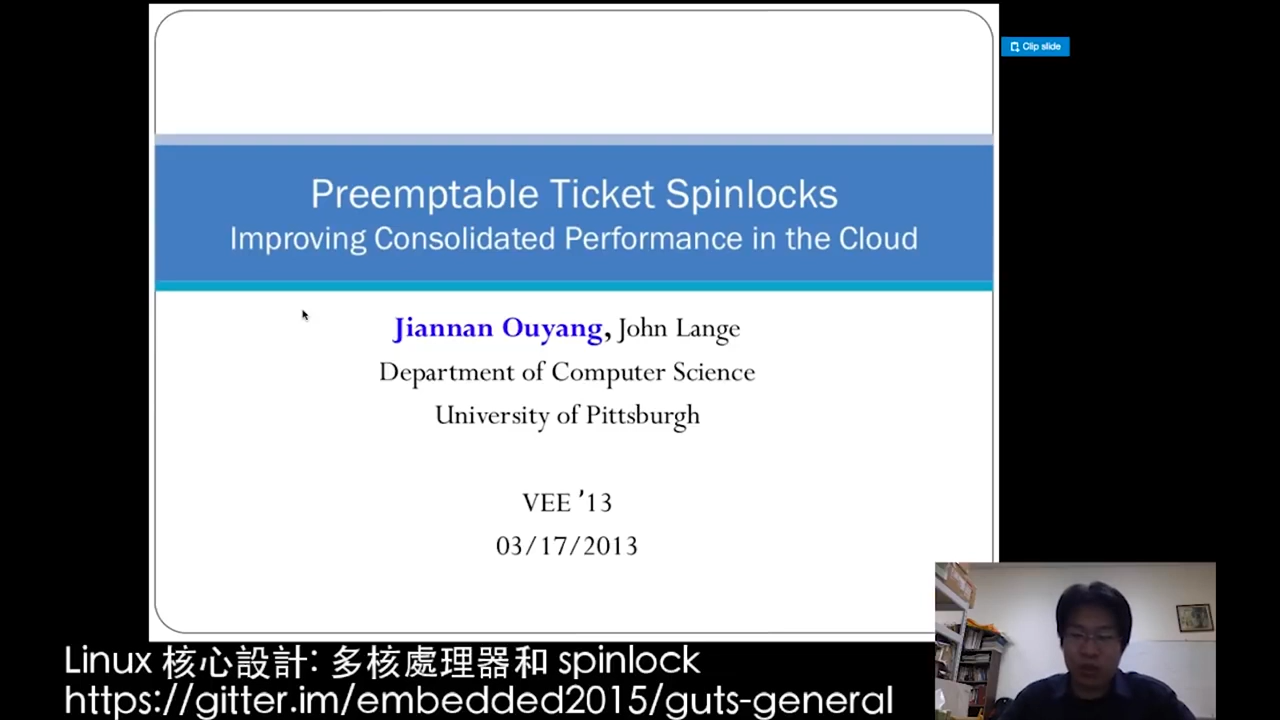 Clip slide
Preemptable Ticket Spinlocks
Improving Consolidated Performance in the Cloud
Jiannan Ouyang, John Lange
Department of Computer Science
University of Pittsburgh
VEE '13
03/17/2013
Linux 核心設計: 多核處理器和 spinlock
https://gitter.im/embedded2015/guts-general